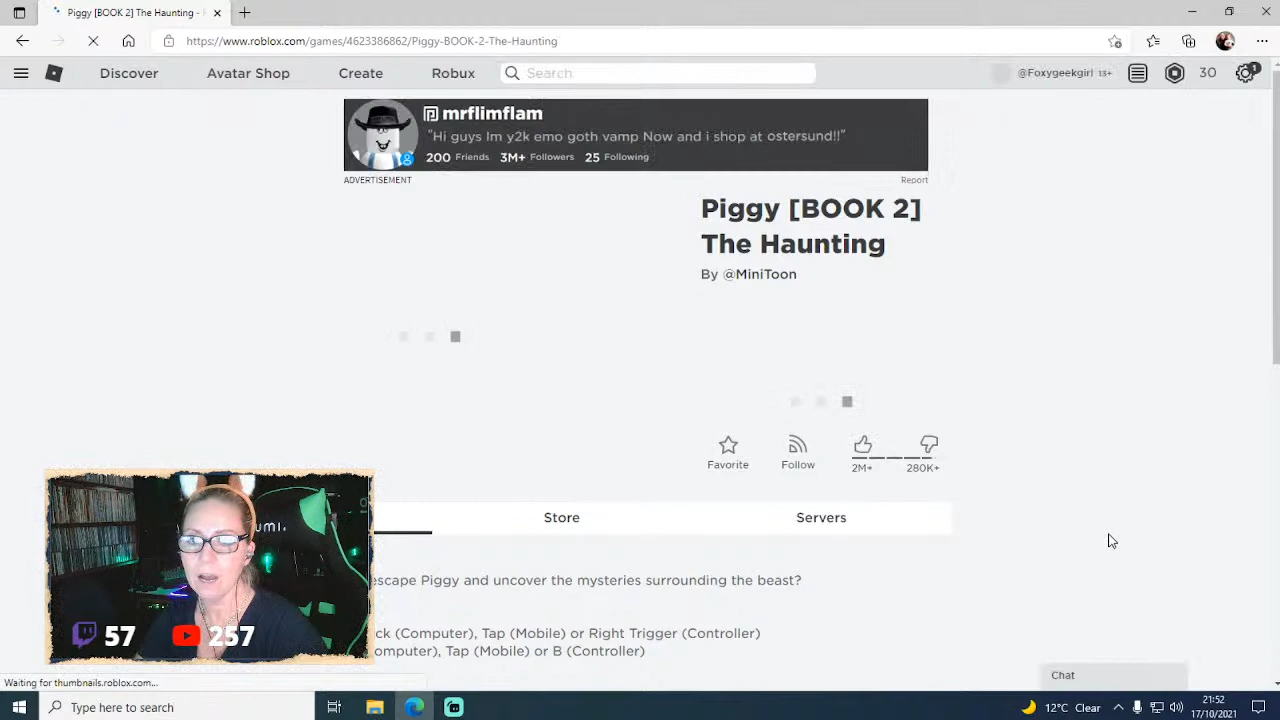 Piggy [BOOK 2] The Haunting -
https://www.roblox.com/games/4623386862/Piggy-BOOK-2-The-Haunting
Discover Avatar Shop Create Robux Search @Foxygeekgirl 13+ 30 1
mrflimflam
"Hi guys Im y2k emo goth vamp Now and i shop at ostersund!!"
200 Friends 3M+ Followers 25 Following
ADVERTISEMENT Report
Piggy [BOOK 2]
The Haunting
By @MiniToon
Favorite Follow 2M+ 280K+
Store Servers
escape Piggy and uncover the mysteries surrounding the beast?
ck (Computer), Tap (Mobile) or Right Trigger (Controller)
omputer), Tap (Mobile) or B (Controller)
umi.
57 257
Chat
Waiting for thumbnails.roblox.com...
Type here to search
12°C Clear
21:52
17/10/2021